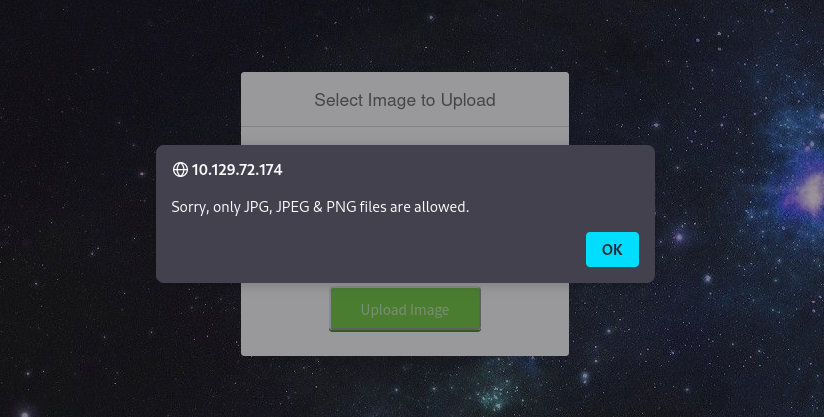 Select Image to Upload
10.129.72.174
Sorry, only JPG, JPEG & PNG files are allowed.
OK
Upload Image